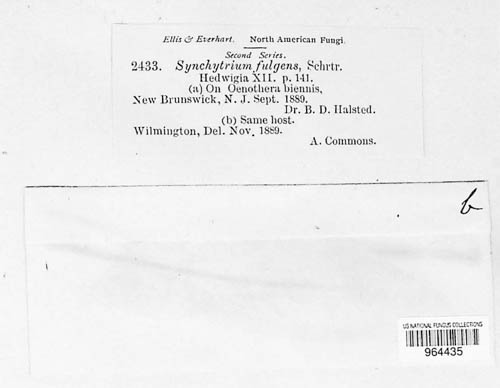 Ellis & Everhart. North American Fungi.
Second Series.
2433. Synchytrium fulgens, Schrtr.
Hedwigia XII. p. 141.
(a) On Oenothera biennis,
New Brunswick, N. J. Sept. 1889.
Dr. B. D. Halsted.
(b) Same host.
Wilmington, Del. Nov. 1889.
A. Commons.
b
US NATIONAL FUNGUS COLLECTIONS
964435